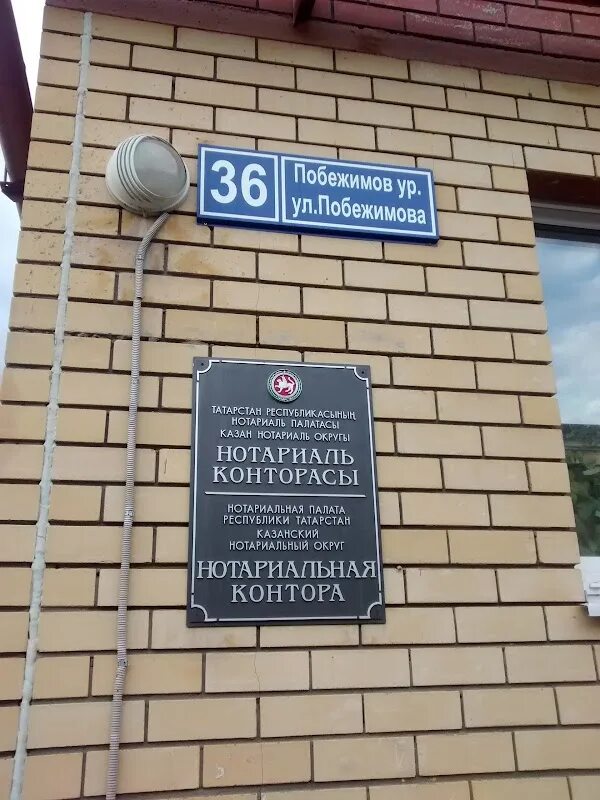 36
Побежимов ур.
ул.Побежимова
ТАТАРСТАН РЕСПУБЛИКАСЫНЫҢ
НОТАРИАЛЬ ПАЛАТАСЫ
КАЗАН НОТАРИАЛЬ ОКРУГЫ
НОТАРИАЛЬ
КОНТОРАСЫ
НОТАРИАЛЬНАЯ ПАЛАТА
РЕСПУБЛИКИ ТАТАРСТАН
КАЗАНСКИЙ
НОТАРИАЛЬНЫЙ ОКРУГ
НОТАРИАЛЬНАЯ
КОНТОРА